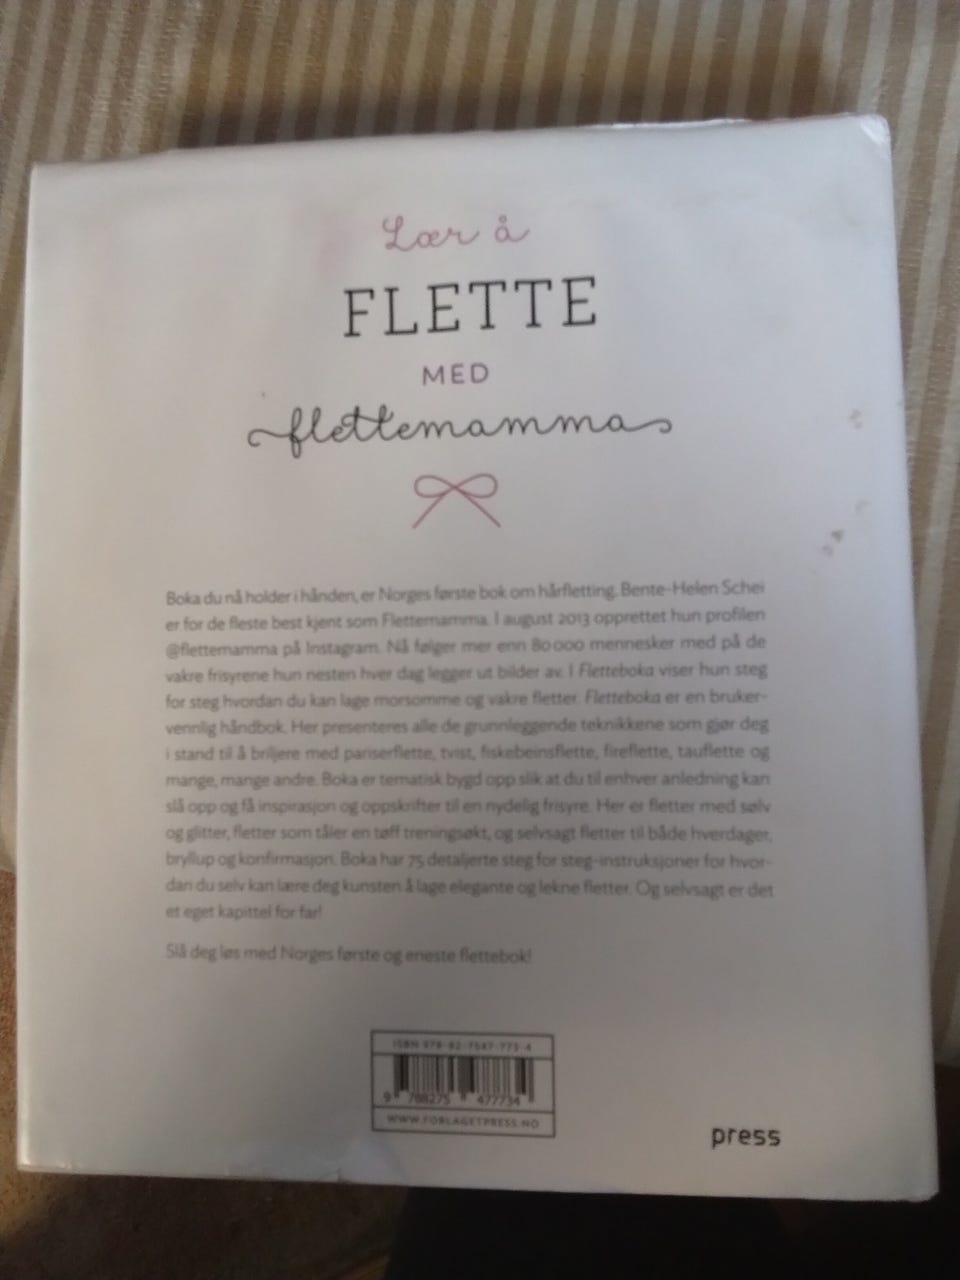 Lær å
FLETTE
MED
flettemamma
Boka du nå holder i hånden, er Norges første bok om hårfletting. Bente-Helen Schei
er for de fleste best kjent som Flettemamma. I august 2013 opprettet hun profilen
@flettemamma på Instagram. Nå følger mer enn 80 000 mennesker med på de
vakre frisyrene hun nesten hver dag legger ut bilder av. I Fletteboka viser hun steg
for steg hvordan du kan lage morsomme og vakre fletter. Fletteboka er en bruker-
vennlig håndbok. Her presenteres alle de grunnleggende teknikkene som gjør deg
i stand til å briljere med pariserflette, tvist, fiskebeinsflette, fireflette, tauflette og
mange, mange andre. Boka er tematisk bygd opp slik at du til enhver anledning kan
slå opp og få inspirasjon og oppskrifter til en nydelig frisyre. Her er fletter med sølv
og glitter, fletter som tåler en tøff treningsøkt, og selvsagt fletter til både hverdager,
bryllup og konfirmasjon. Boka har 75 detaljerte steg for steg-instruksjoner for hvor-
dan du selv kan lære deg kunsten å lage elegante og lekne fletter. Og selvsagt er det
et eget kapittel for far!
Slå deg løs med Norges første og eneste flettebok!
ISBN 978-82-7547-773-4
9 788275 477734
WWW.FORLAGETPRESS.NO
press